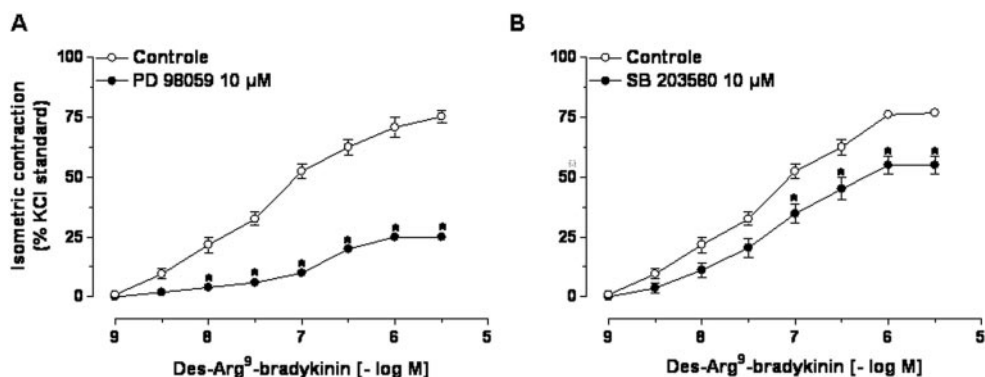 A
Controle
PD 98059 10 µM
100
75
50
25
0
Isometric contraction
(% KCl standard)
9 8 7 6 5
Des-Arg⁹-bradykinin [- log M]
B
Controle
SB 203580 10 µM
100
75
50
25
0
9 8 7 6 5
Des-Arg⁹-bradykinin [- log M]